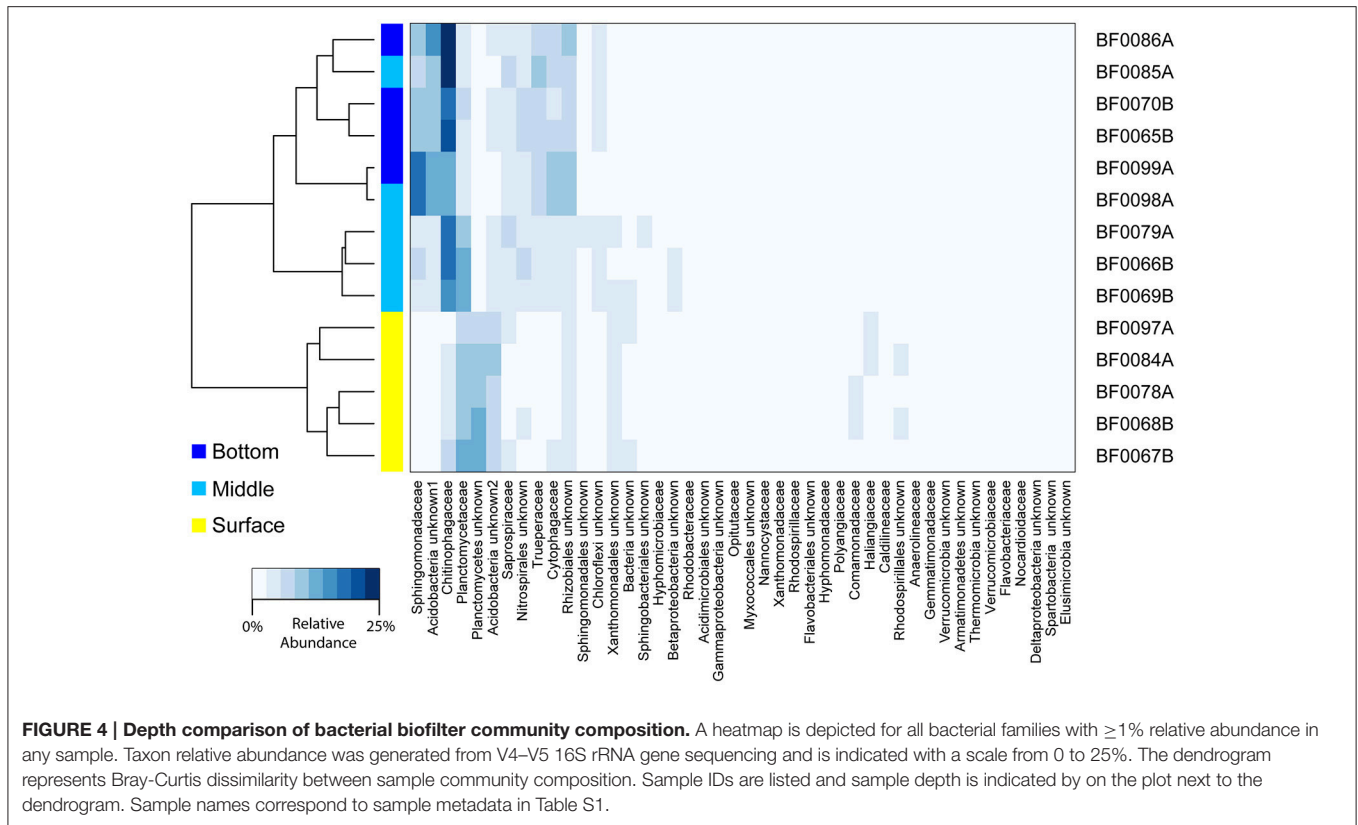 BF0086A
BF0085A
BF0070B
BF0065B
BF0099A
BF0098A
BF0079A
BF0066B
BF0069B
BF0097A
BF0084A
BF0078A
BF0068B
BF0067B
Bottom
Middle
Surface
0%
Relative
Abundance
25%
Sphingomonadaceae
Acidobacteria unknown1
Chitinophagaceae
Planctomycetaceae
Planctomycetes unknown
Acidobacteria unknown2
Saprospiraceae
Nitrospirales unknown
Trueperaceae
Cytophagaceae
Rhizobiales unknown
Sphingomonadales unknown
Chloroflexi unknown
Xanthomonadales unknown
Bacteria unknown
Sphingobacteriales unknown
Hyphomicrobiaceae
Betaproteobacteria unknown
Rhodobacteraceae
Acidimicrobiales unknown
Gammaproteobacteria unknown
Opitutaceae
Myxococcales unknown
Nannocystaceae
Xanthomonadaceae
Rhodospirillaceae
Flavobacteriales unknown
Hyphomonadaceae
Polyangiaceae
Comamonadaceae
Haliangiaceae
Caldilineaceae
Rhodospirillales unknown
Anaerolineaceae
Gemmatimonadaceae
Verrucomicrobia unknown
Armatimonadetes unknown
Thermomicrobia unknown
Verrucomicrobiaceae
Flavobacteriaceae
Nocardioidaceae
Deltaproteobacteria unknown
Spartobacteria unknown
Elusimicrobia unknown
FIGURE 4 | Depth comparison of bacterial biofilter community composition. A heatmap is depicted for all bacterial families with ≥1% relative abundance in
any sample. Taxon relative abundance was generated from V4–V5 16S rRNA gene sequencing and is indicated with a scale from 0 to 25%. The dendrogram
represents Bray-Curtis dissimilarity between sample community composition. Sample IDs are listed and sample depth is indicated by on the plot next to the
dendrogram. Sample names correspond to sample metadata in Table S1.